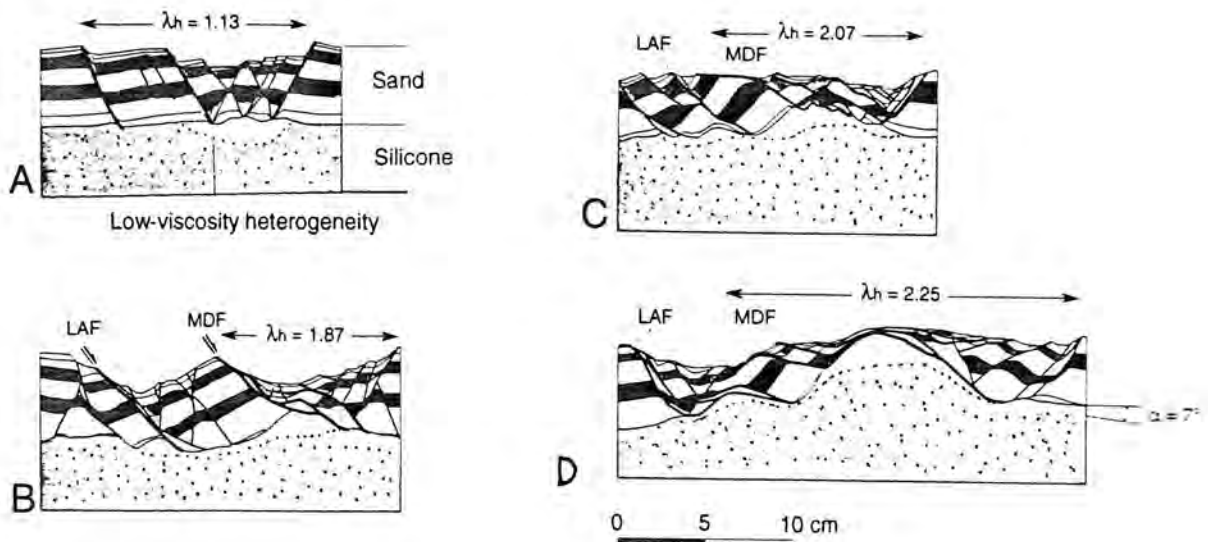 λh = 1.13
Sand
Silicone
A
Low-viscosity heterogeneity
LAF
MDF
λh = 1.87
B
λh = 2.07
LAF
MDF
C
λh = 2.25
LAF
MDF
α = 7°
D
0 5 10 cm